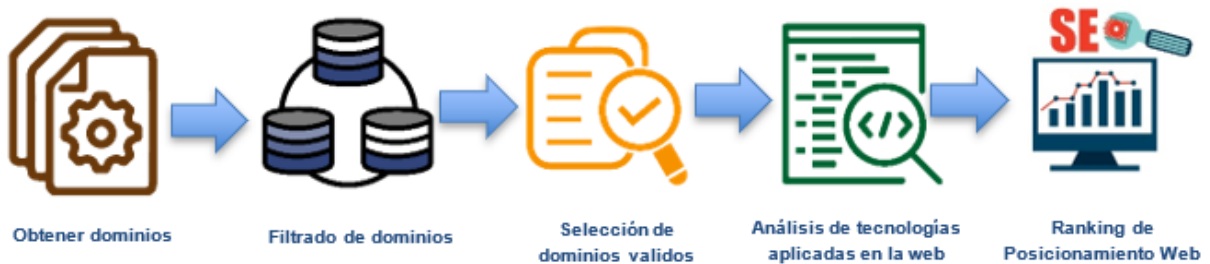 SEO
Obtener dominios
Filtrado de dominios
Selección de
dominios validos
</>
Análisis de tecnologías
aplicadas en la web
Ranking de
Posicionamiento Web